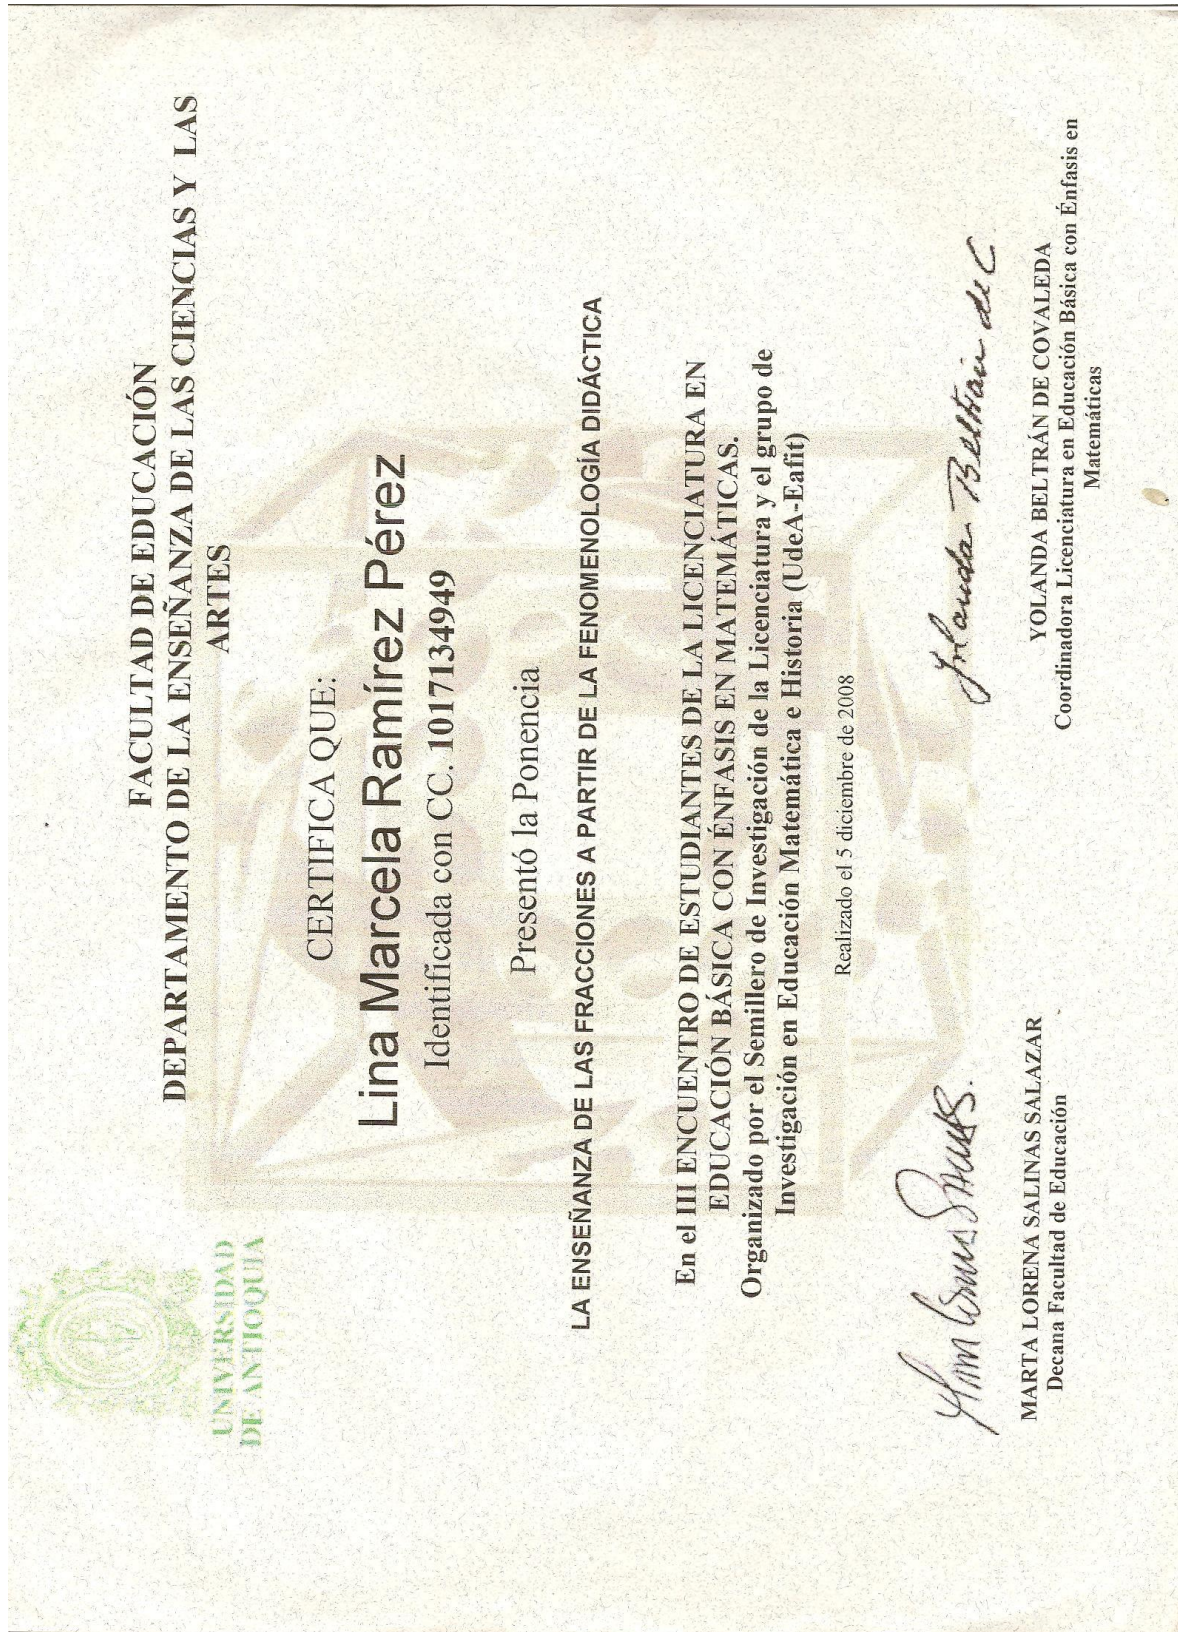 UNIVERSIDAD
DE ANTIOQUIA
FACULTAD DE EDUCACIÓN
DEPARTAMENTO DE LA ENSEÑANZA DE LAS CIENCIAS Y LAS
ARTES
CERTIFICA QUE:
Lina Marcela Ramírez Pérez
Identificada con CC. 1017134949
Presentó la Ponencia
LA ENSEÑANZA DE LAS FRACCIONES A PARTIR DE LA FENOMENOLOGÍA DIDÁCTICA
En el III ENCUENTRO DE ESTUDIANTES DE LA LICENCIATURA EN
EDUCACIÓN BÁSICA CON ÉNFASIS EN MATEMÁTICAS.
Organizado por el Semillero de Investigación de la Licenciatura y el grupo de
Investigación en Educación Matemática e Historia (UdeA-Eafit)
Realizado el 5 diciembre de 2008
Yolanda Beltrán de C
MARTA LORENA SALINAS SALAZAR
Decana Facultad de Educación
YOLANDA BELTRÁN DE COVALEDA
Coordinadora Licenciatura en Educación Básica con Énfasis en
Matemáticas